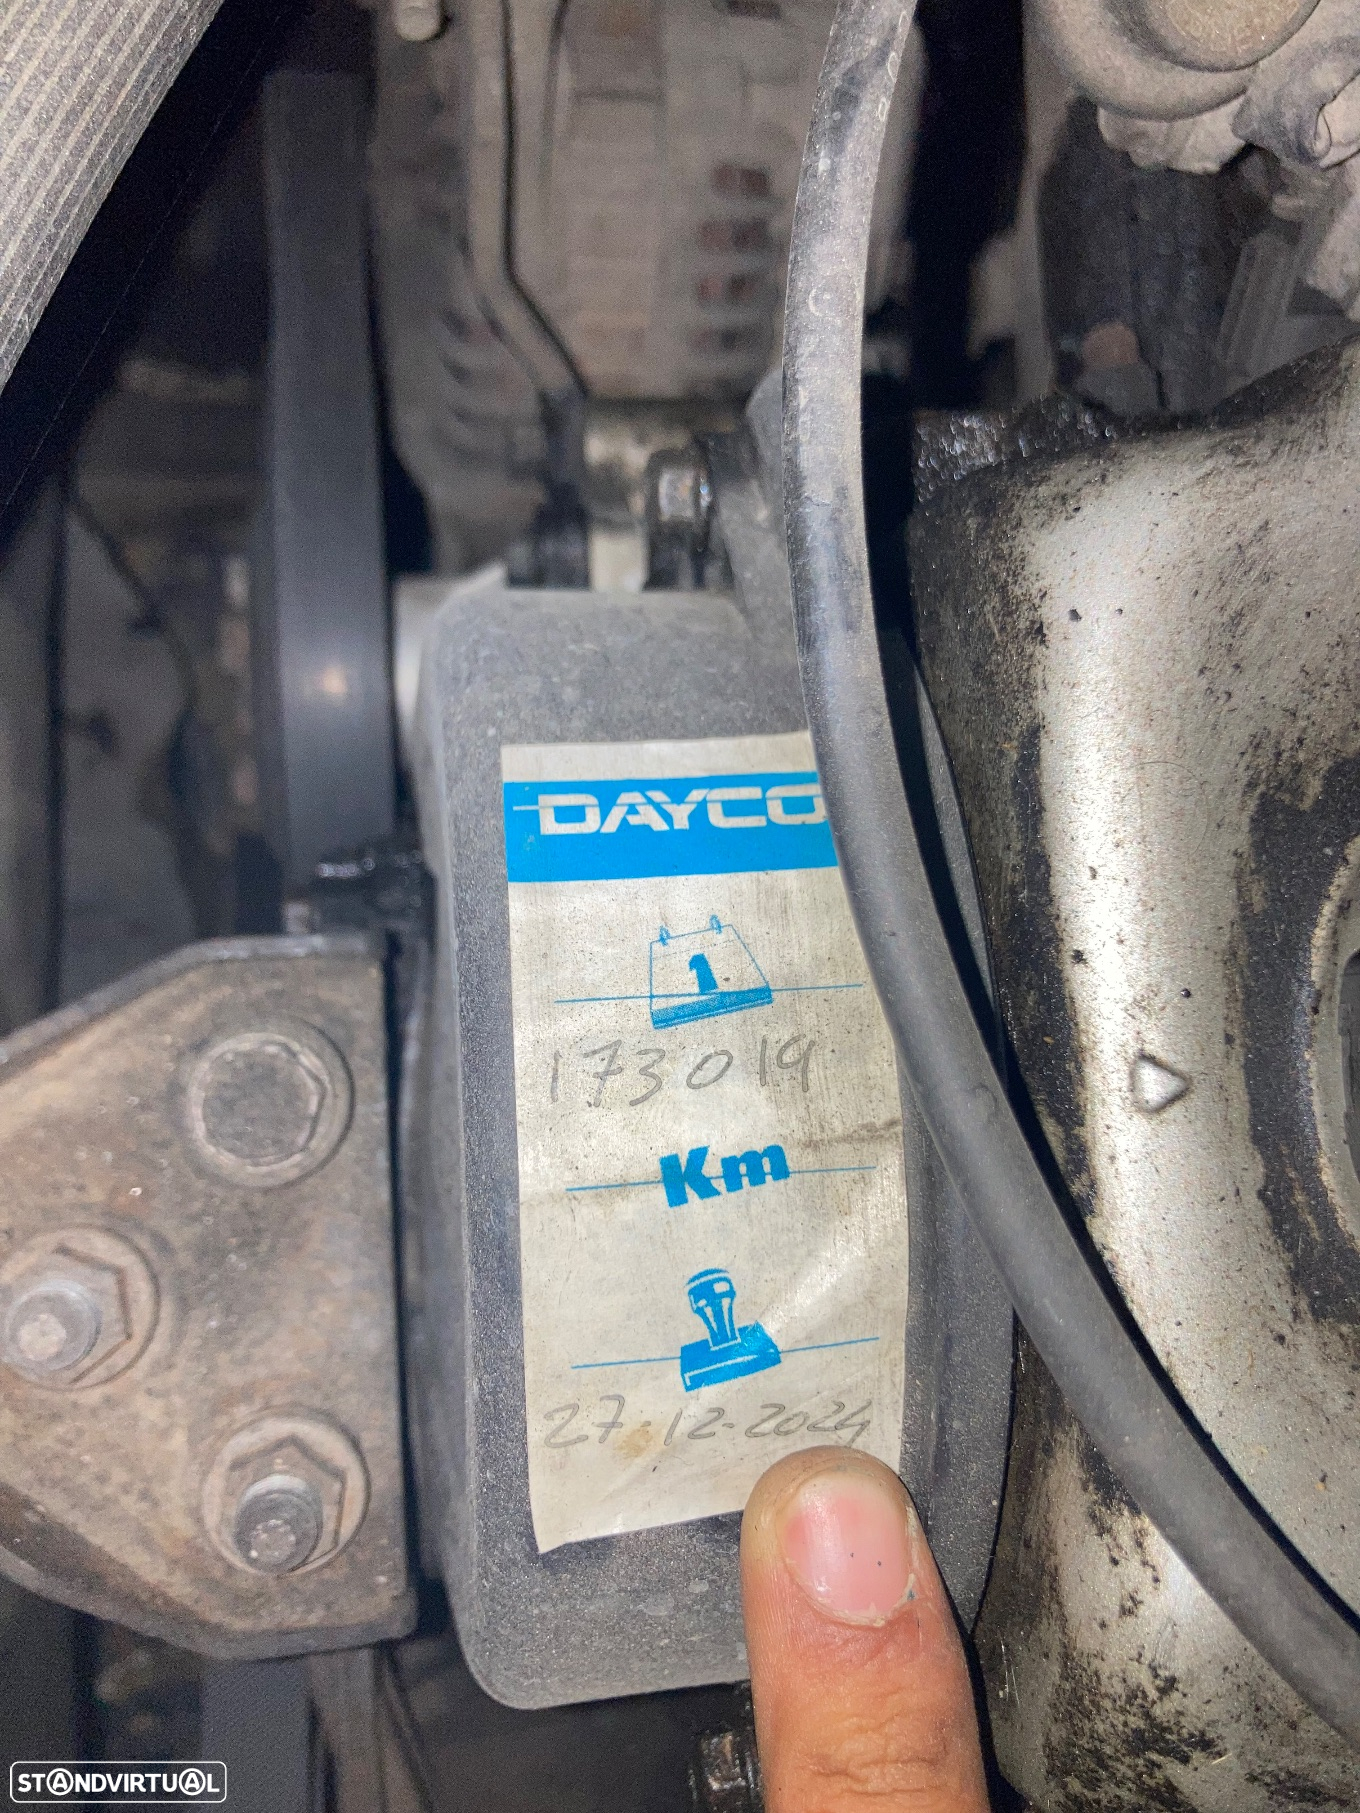 DAYCO
1
173019
Km
27-12-2024
STANDVIRTUAL